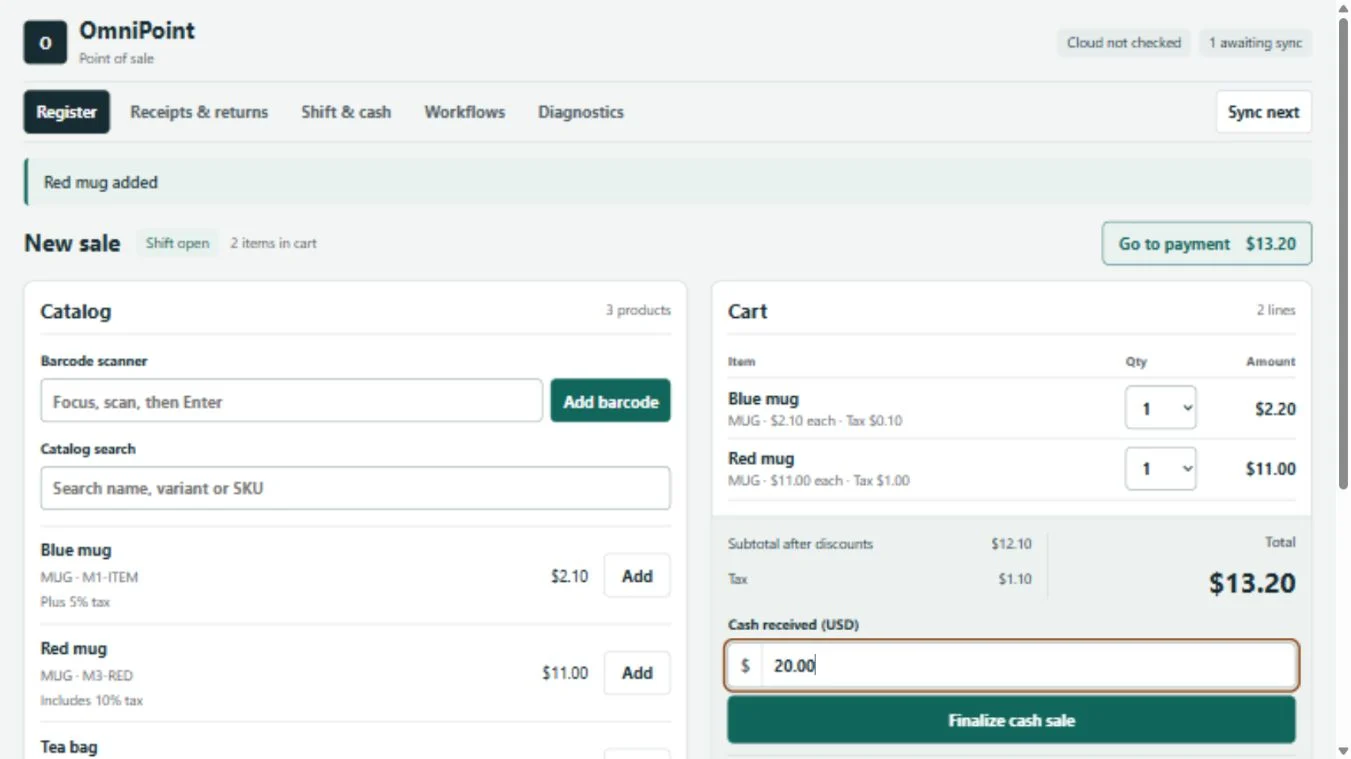 O
OmniPoint
Point of sale
Cloud not checked
1 awaiting sync
Register
Receipts & returns
Shift & cash
Workflows
Diagnostics
Sync next
Red mug added
New sale
Shift open
2 items in cart
Go to payment $13.20
Catalog
3 products
Barcode scanner
Focus, scan, then Enter
Add barcode
Catalog search
Search name, variant or SKU
Blue mug
MUG · M1-ITEM
Plus 5% tax
$2.10
Add
Red mug
MUG · M3-RED
Includes 10% tax
$11.00
Add
Tea bag
Cart
2 lines
Item Qty Amount
Blue mug
MUG · $2.10 each · Tax $0.10
1
$2.20
Red mug
MUG · $11.00 each · Tax $1.00
1
$11.00
Subtotal after discounts $12.10
Tax $1.10
Total
$13.20
Cash received (USD)
$ 20.00
Finalize cash sale